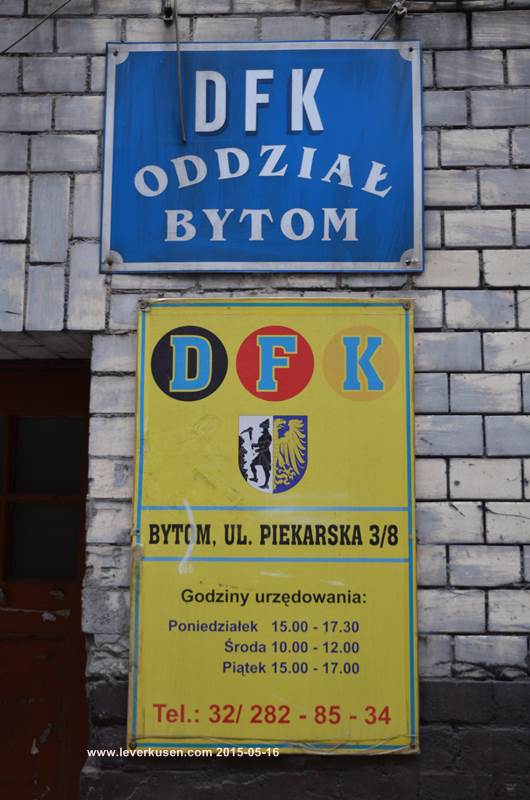 DFK
ODDZIAŁ
BYTOM
D F K
BYTOM, UL. PIEKARSKA 3/8
Godziny urzędowania:
Poniedziałek 15.00 - 17.30
Środa 10.00 - 12.00
Piątek 15.00 - 17.00
Tel.: 32/ 282 - 85 - 34
www.leverkusen.com 2015-05-16